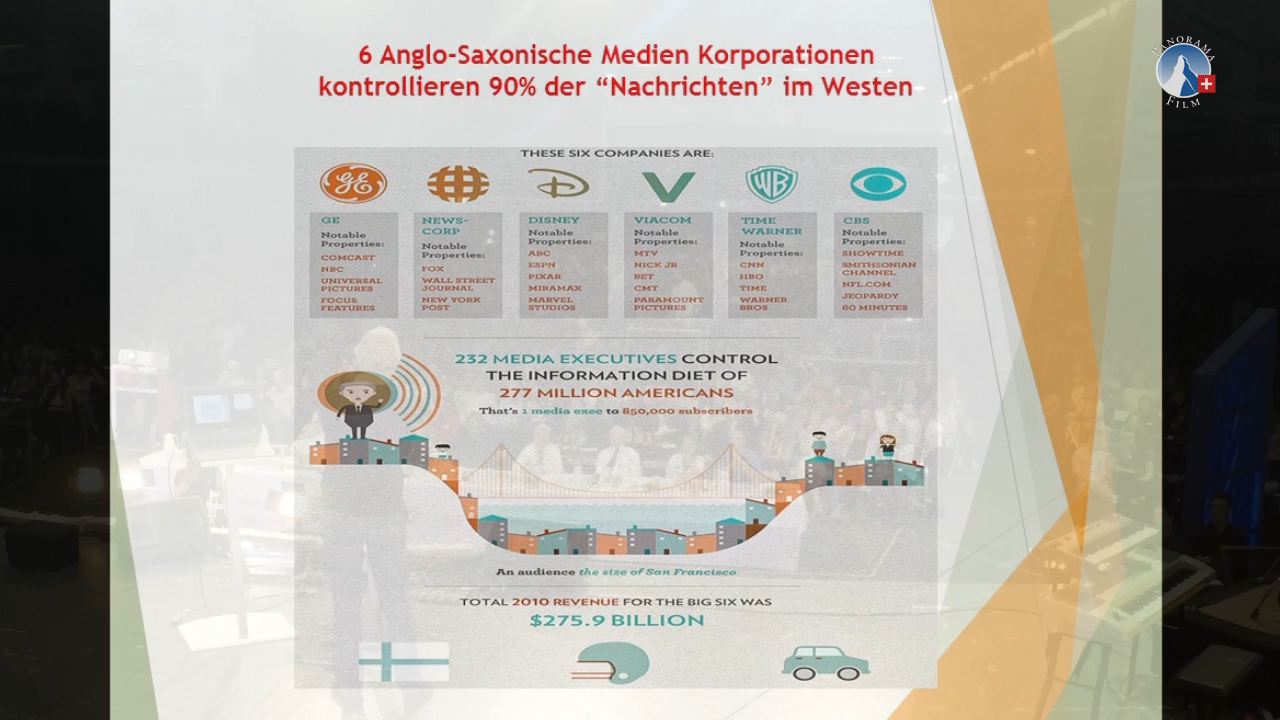 6 Anglo-Saxonische Medien Korporationen
kontrollieren 90% der “Nachrichten” im Westen
PANORAMA
FILM
THESE SIX COMPANIES ARE:
GE
WB
GE
Notable
Properties:
COMCAST
NBC
UNIVERSAL
PICTURES
FOCUS
FEATURES
NEWS-
CORP
Notable
Properties:
FOX
WALL STREET
JOURNAL
NEW YORK
POST
DISNEY
Notable
Properties:
ABC
ESPN
PIXAR
MIRAMAX
MARVEL
STUDIOS
VIACOM
Notable
Properties:
MTV
NICK JR
BET
CMT
PARAMOUNT
PICTURES
TIME
WARNER
Notable
Properties:
CNN
HBO
TIME
WARNER
BROS
CBS
Notable
Properties:
SHOWTIME
SMITHSONIAN
CHANNEL
NFL.COM
JEOPARDY
60 MINUTES
232 MEDIA EXECUTIVES CONTROL
THE INFORMATION DIET OF
277 MILLION AMERICANS
That's 1 media exec to 850,000 subscribers
An audience the size of San Francisco
TOTAL 2010 REVENUE FOR THE BIG SIX WAS
$275.9 BILLION